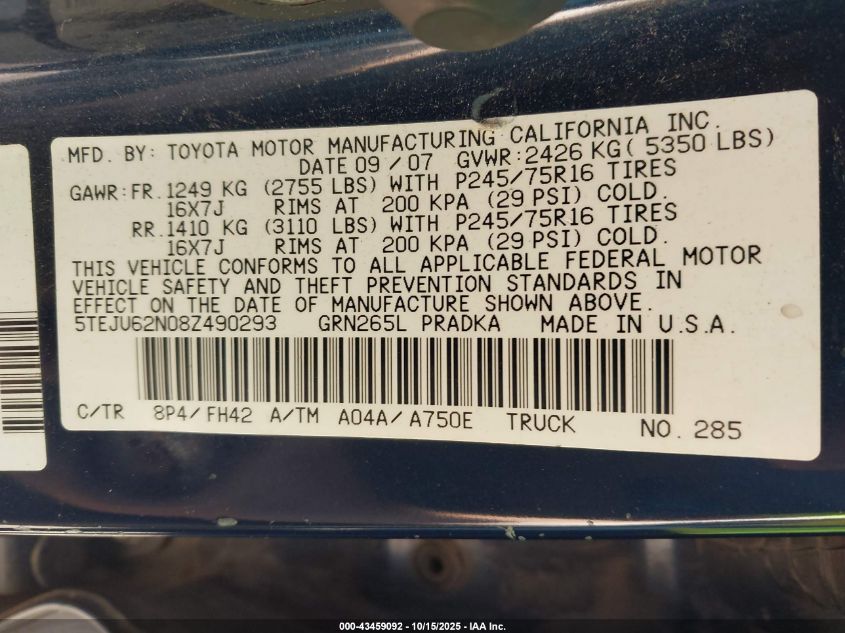 MFD. BY: TOYOTA MOTOR MANUFACTURING CALIFORNIA INC.
DATE 09 / 07 GVWR: 2426 KG ( 5350 LBS)
GAWR: FR. 1249 KG (2755 LBS) WITH P245/75R16 TIRES
16X7J RIMS AT 200 KPA (29 PSI) COLD.
RR. 1410 KG (3110 LBS) WITH P245/75R16 TIRES
16X7J RIMS AT 200 KPA (29 PSI) COLD.
THIS VEHICLE CONFORMS TO ALL APPLICABLE FEDERAL MOTOR
VEHICLE SAFETY AND THEFT PREVENTION STANDARDS IN
EFFECT ON THE DATE OF MANUFACTURE SHOWN ABOVE.
5TEJU62N08Z490293 GRN265L PRADKA MADE IN U.S.A.
C/TR 8P4/FH42 A/TM A04A/A750E TRUCK NO. 285
000-43459092 - 10/15/2025 - IAA Inc.